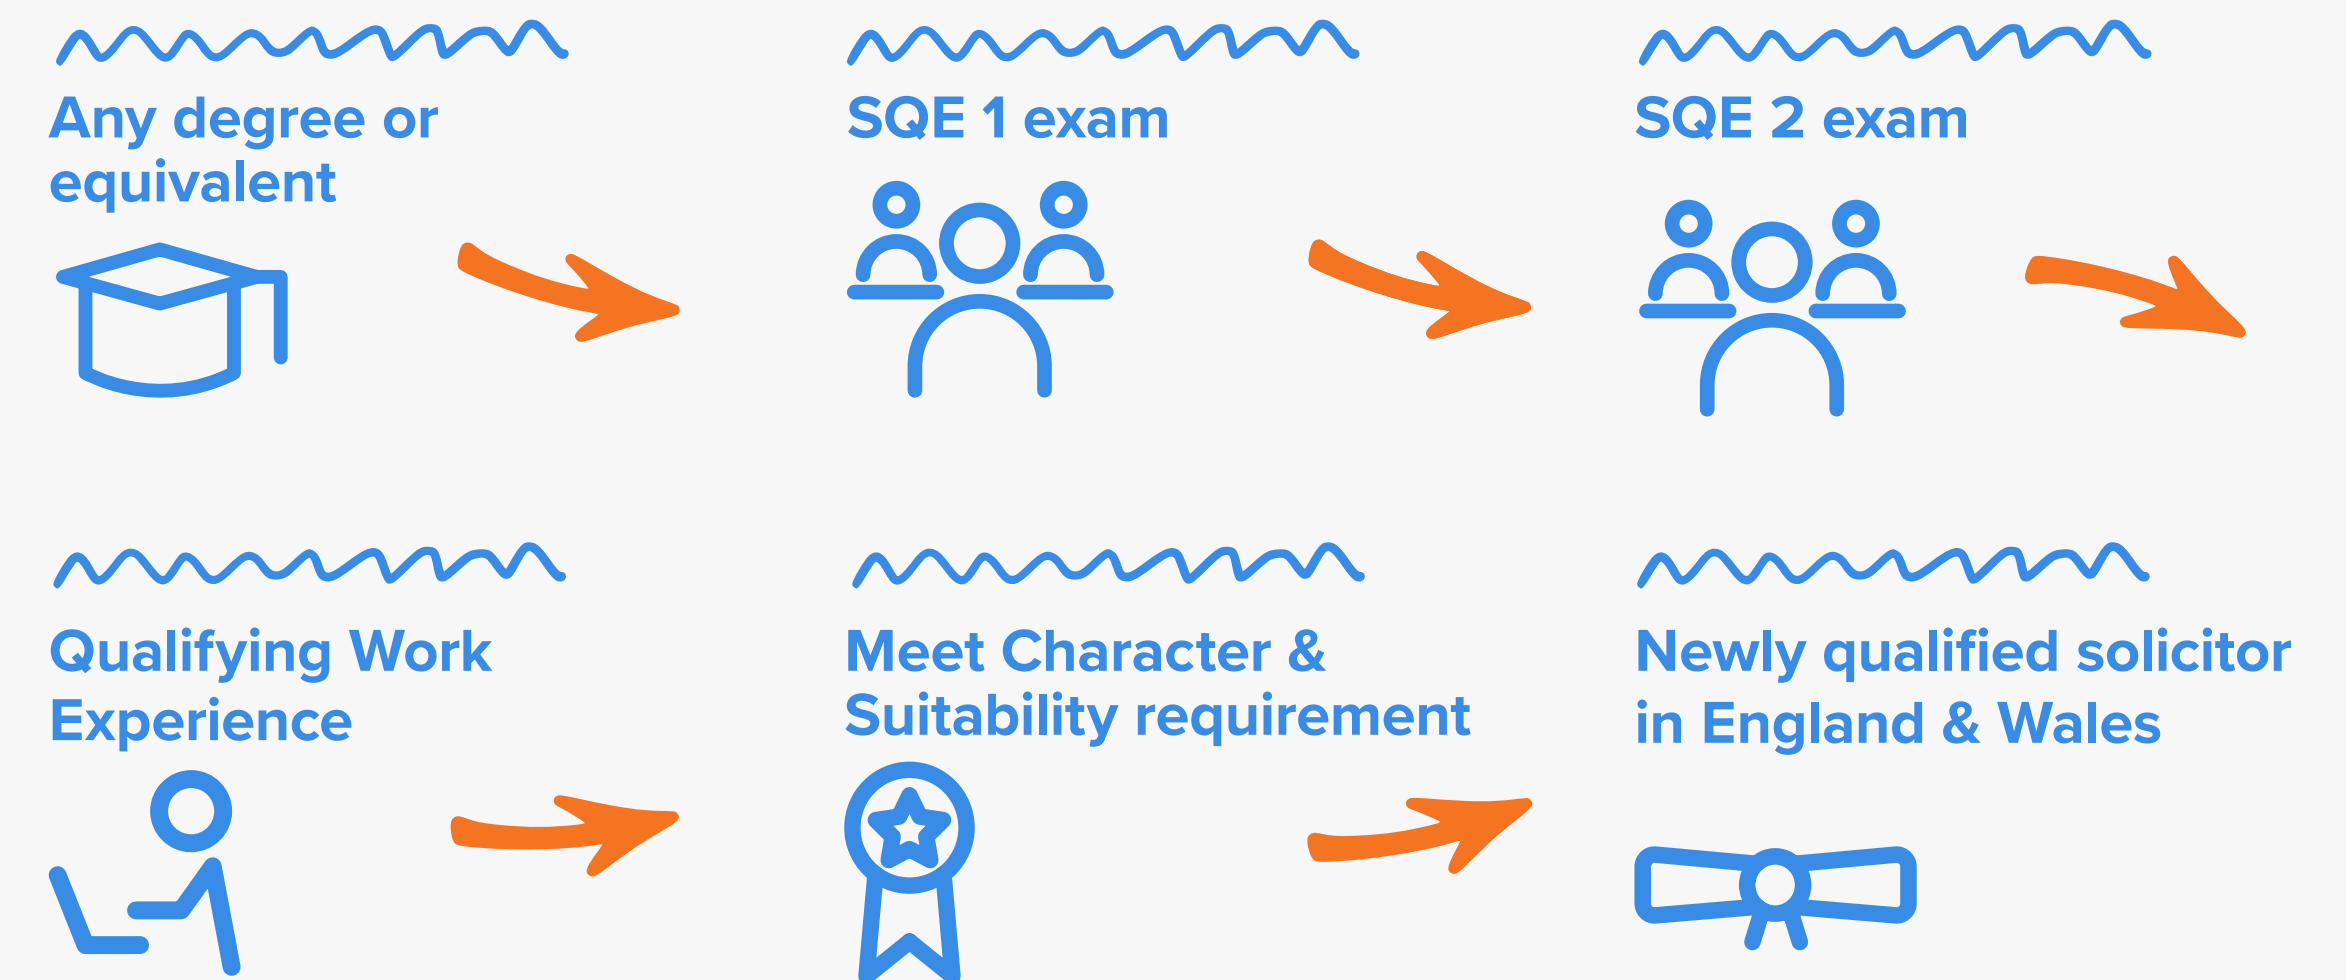 Any degree or
equivalent
SQE 1 exam
SQE 2 exam
Qualifying Work
Experience
Meet Character &
Suitability requirement
Newly qualified solicitor
in England & Wales